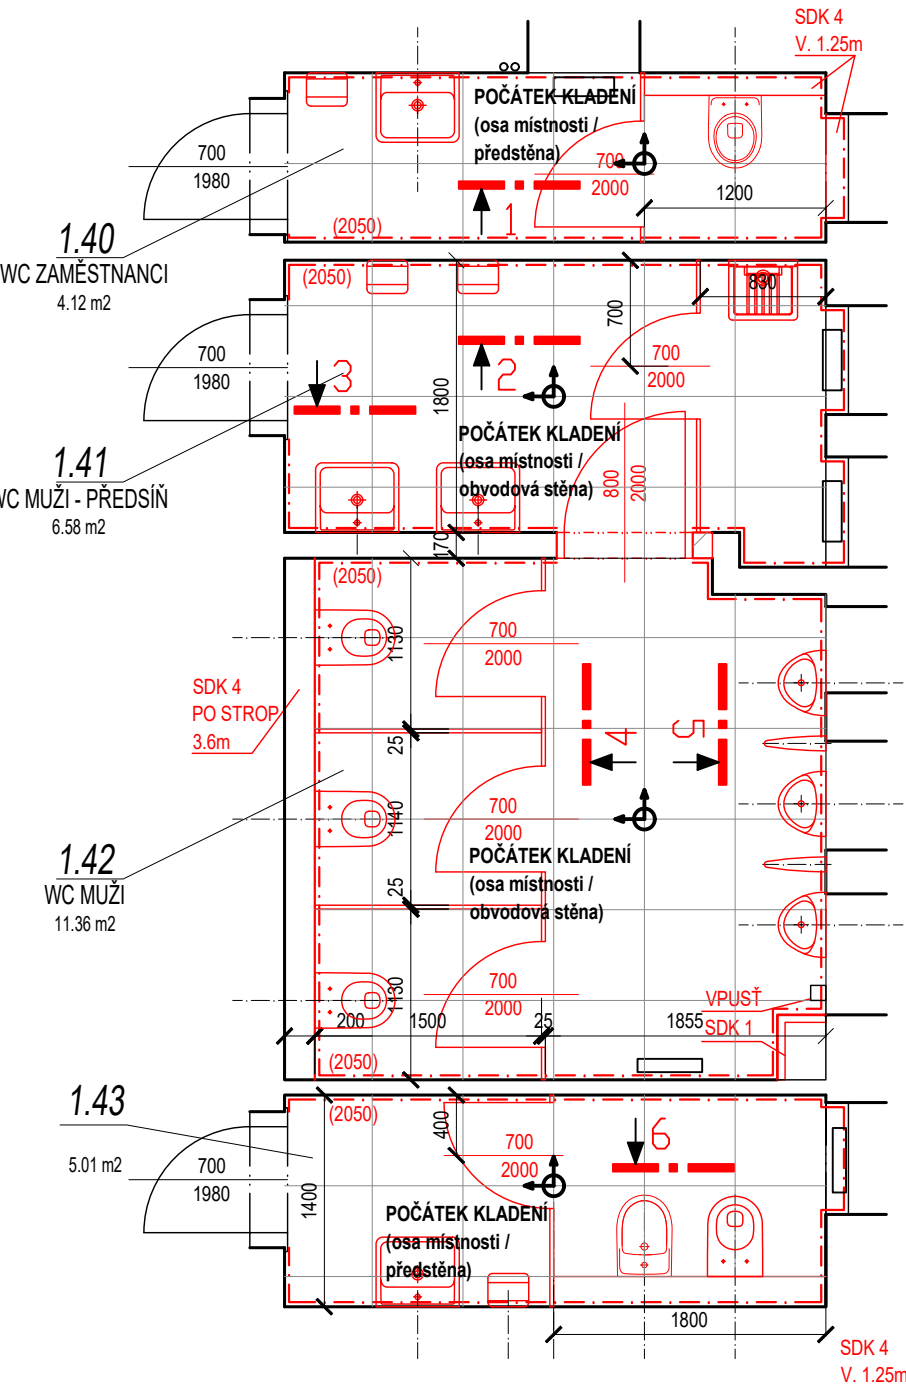 SDK 4
V. 1.25m
POČÁTEK KLADENÍ
(osa místnosti /
předstěna)
700
1980
700
2000
1200
1
(2050)
1.40
WC ZAMĚSTNANCI
4.12 m2
(2050)
830
700
700
1980
3
2
700
2000
1800
POČÁTEK KLADENÍ
(osa místnosti /
obvodová stěna)
800
2000
1.41
WC MUŽI - PŘEDSÍŇ
6.58 m2
170
(2050)
1130
700
2000
SDK 4
PO STROP
3.6m
4
5
25
1140
700
2000
1.42
WC MUŽI
11.36 m2
POČÁTEK KLADENÍ
(osa místnosti /
obvodová stěna)
25
1130
700
2000
VPUSŤ
SDK 1
200
1500
25
1855
(2050)
1.43
5.01 m2
(2050)
400
700
1980
700
2000
6
1400
POČÁTEK KLADENÍ
(osa místnosti /
předstěna)
1800
SDK 4
V. 1.25m